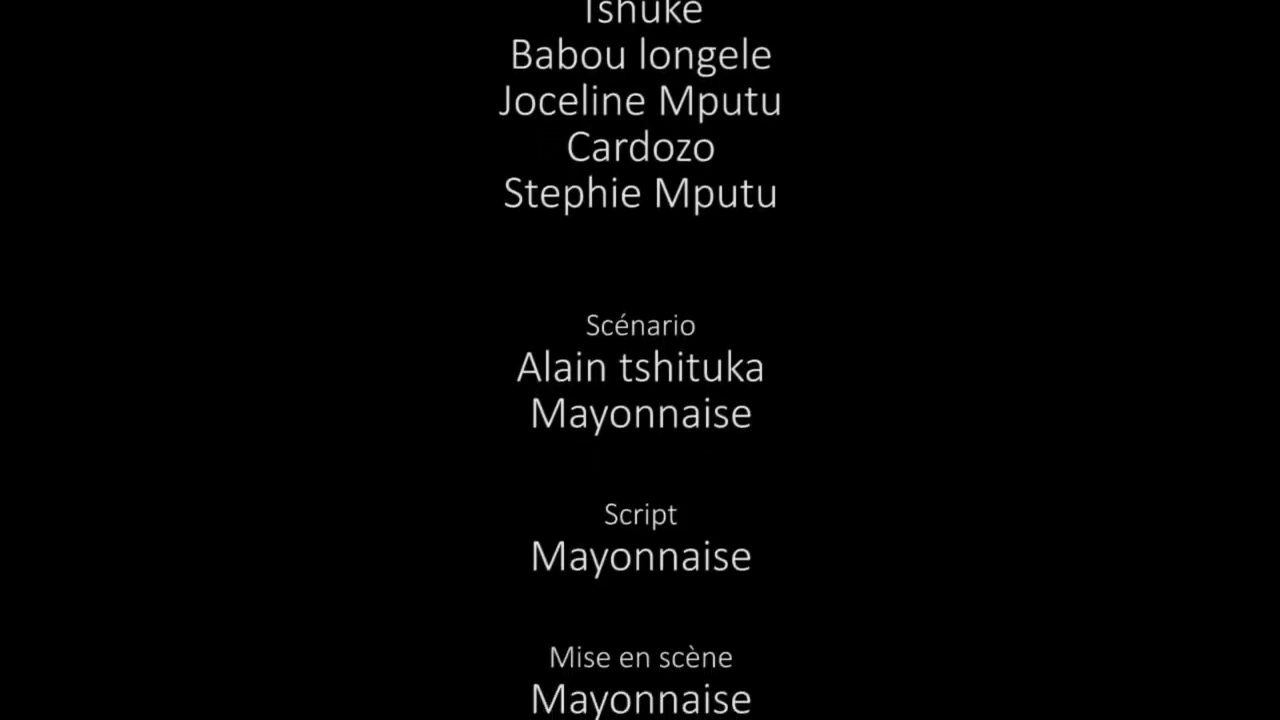 Tshuke
Babou longele
Joceline Mputu
Cardozo
Stephie Mputu
Scénario
Alain tshituka
Mayonnaise
Script
Mayonnaise
Mise en scène
Mayonnaise